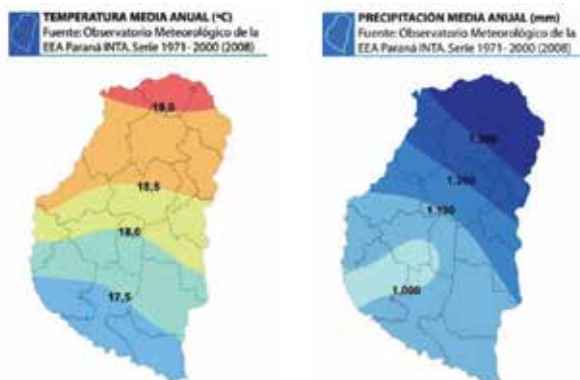 TEMPERATURA MEDIA ANUAL (ºC)
Fuente: Observatorio Meteorológico de la
EEA Paraná INTA. Serie 1971- 2000 (2008)
19,0
18,5
18,0
17,5
PRECIPITACIÓN MEDIA ANUAL (mm)
Fuente: Observatorio Meteorológico de la
EEA Paraná INTA. Serie 1971- 2000 (2008)
1.300
1.200
1.100
1.000